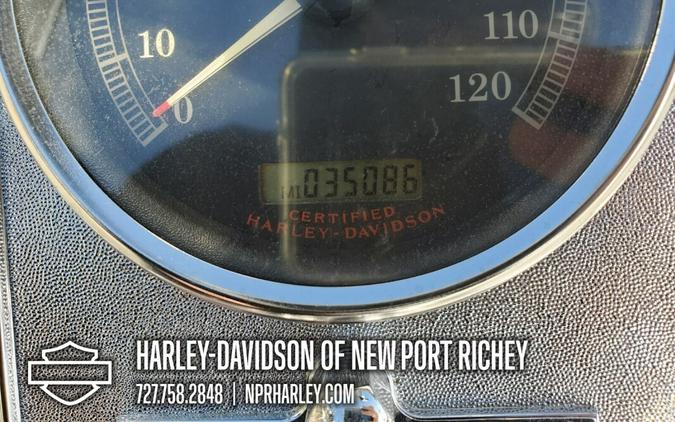 110
10
120
0
MI 035086
CERTIFIED
HARLEY-DAVIDSON
HARLEY-DAVIDSON OF NEW PORT RICHEY
727.758.2848 | NPRHARLEY.COM